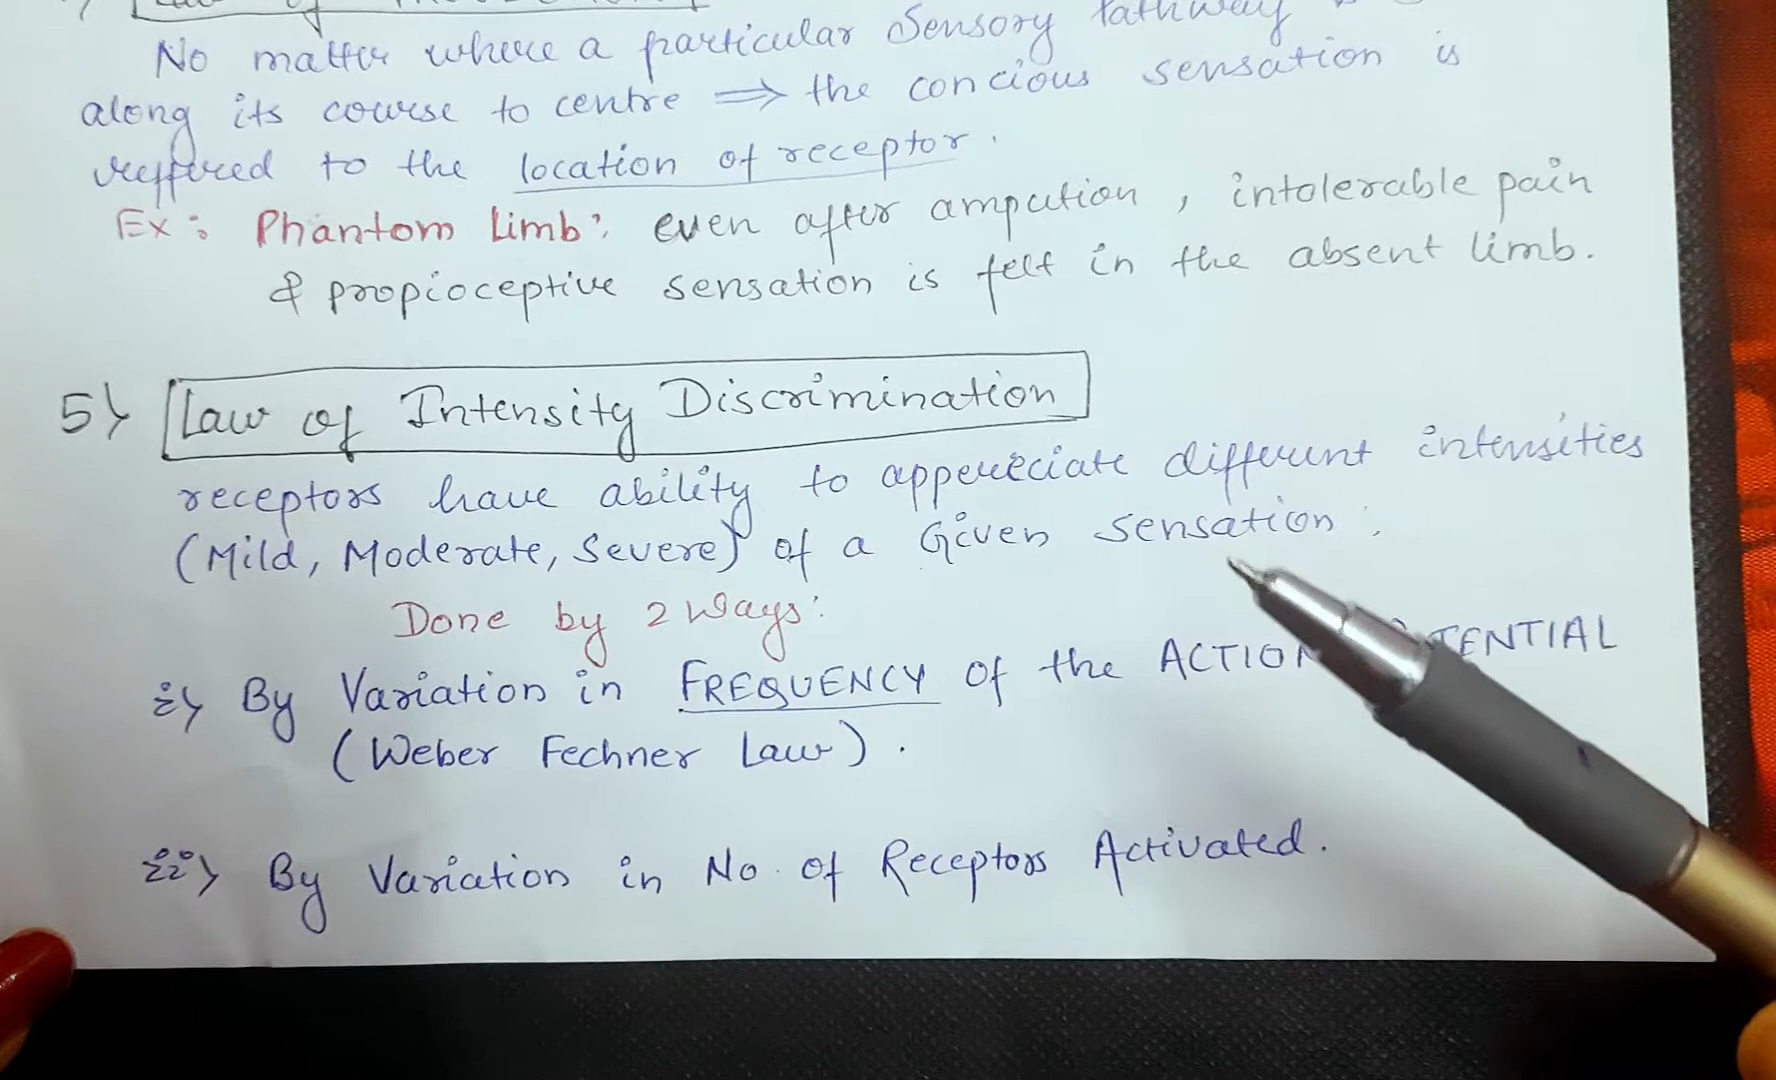 No matter where a particular Sensory Pathway
along its course to centre ⇒ the concious sensation is
reffered to the location of receptor.
Ex: Phantom Limb: even after ampution, intolerable pain
& propioceptive sensation is felt in the absent limb.
5) Law of Intensity Discrimination
receptors have ability to appereciate different intensities
(Mild, Moderate, Severe) of a Given Sensation.
Done by 2 Ways:
i) By Variation in FREQUENCY of the ACTION TENTIAL
(Weber Fechner Law).
ii) By Variation in No. of Receptors Activated.